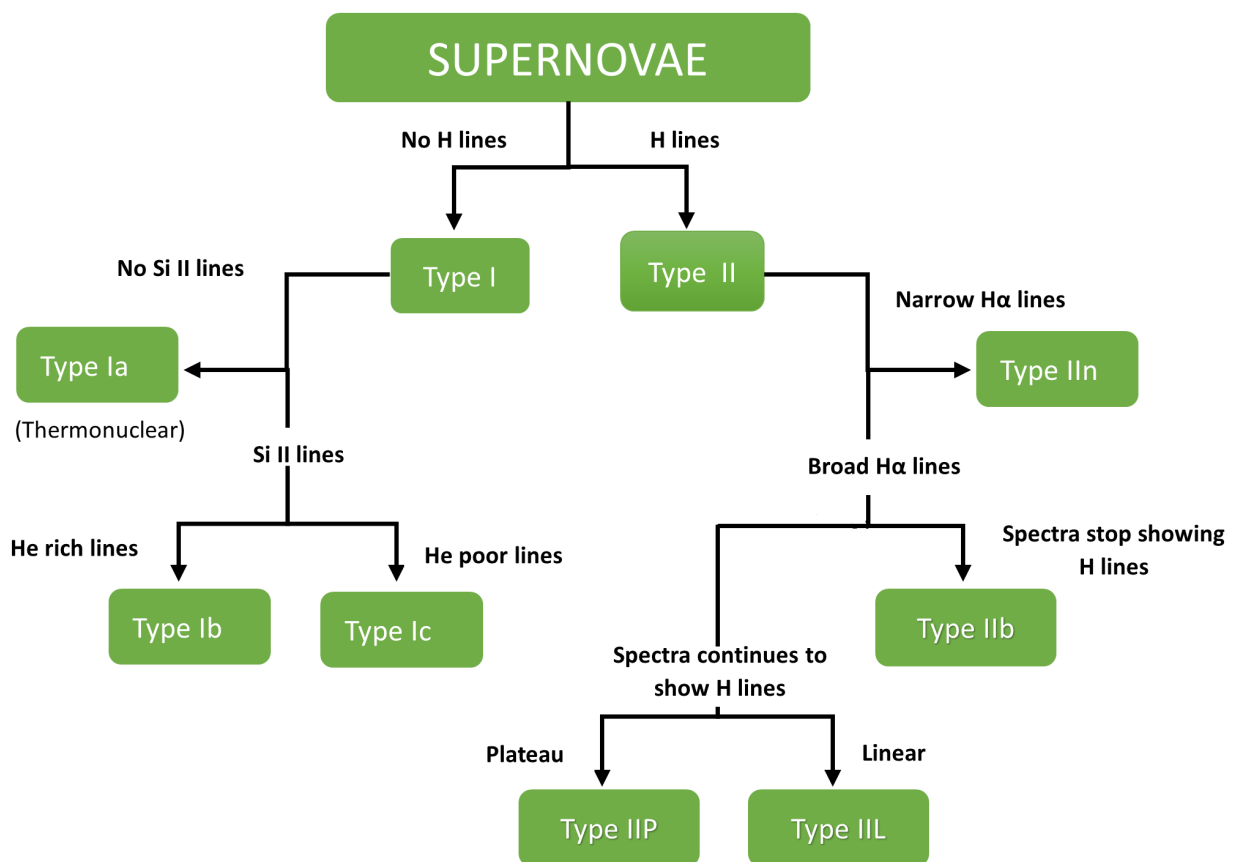 SUPERNOVAE
No H lines
H lines
Type I
Type II
No Si II lines
Narrow Hα lines
Type Ia
Type IIn
(Thermonuclear)
Si II lines
Broad Hα lines
He rich lines
He poor lines
Spectra stop showing
H lines
Type Ib
Type Ic
Type IIb
Spectra continues to
show H lines
Plateau
Linear
Type IIP
Type IIL